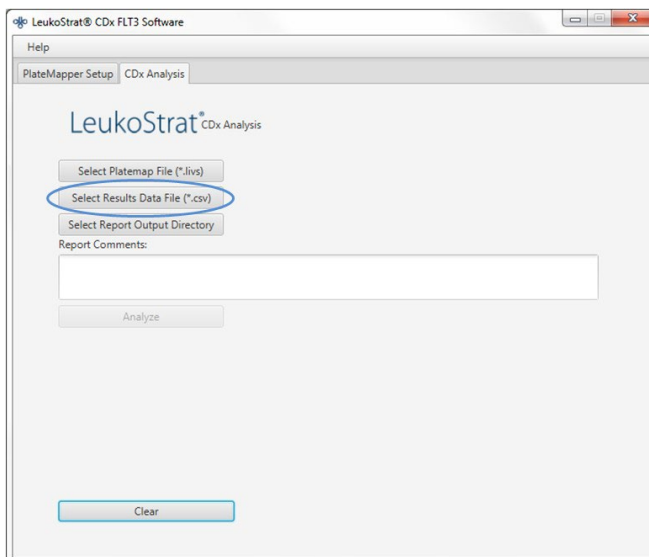 LeukoStrat® CDx FLT3 Software
Help
PlateMapper Setup CDx Analysis
LeukoStrat® CDx Analysis
Select Platemap File (*.livs)
Select Results Data File (*.csv)
Select Report Output Directory
Report Comments:
Analyze
Clear